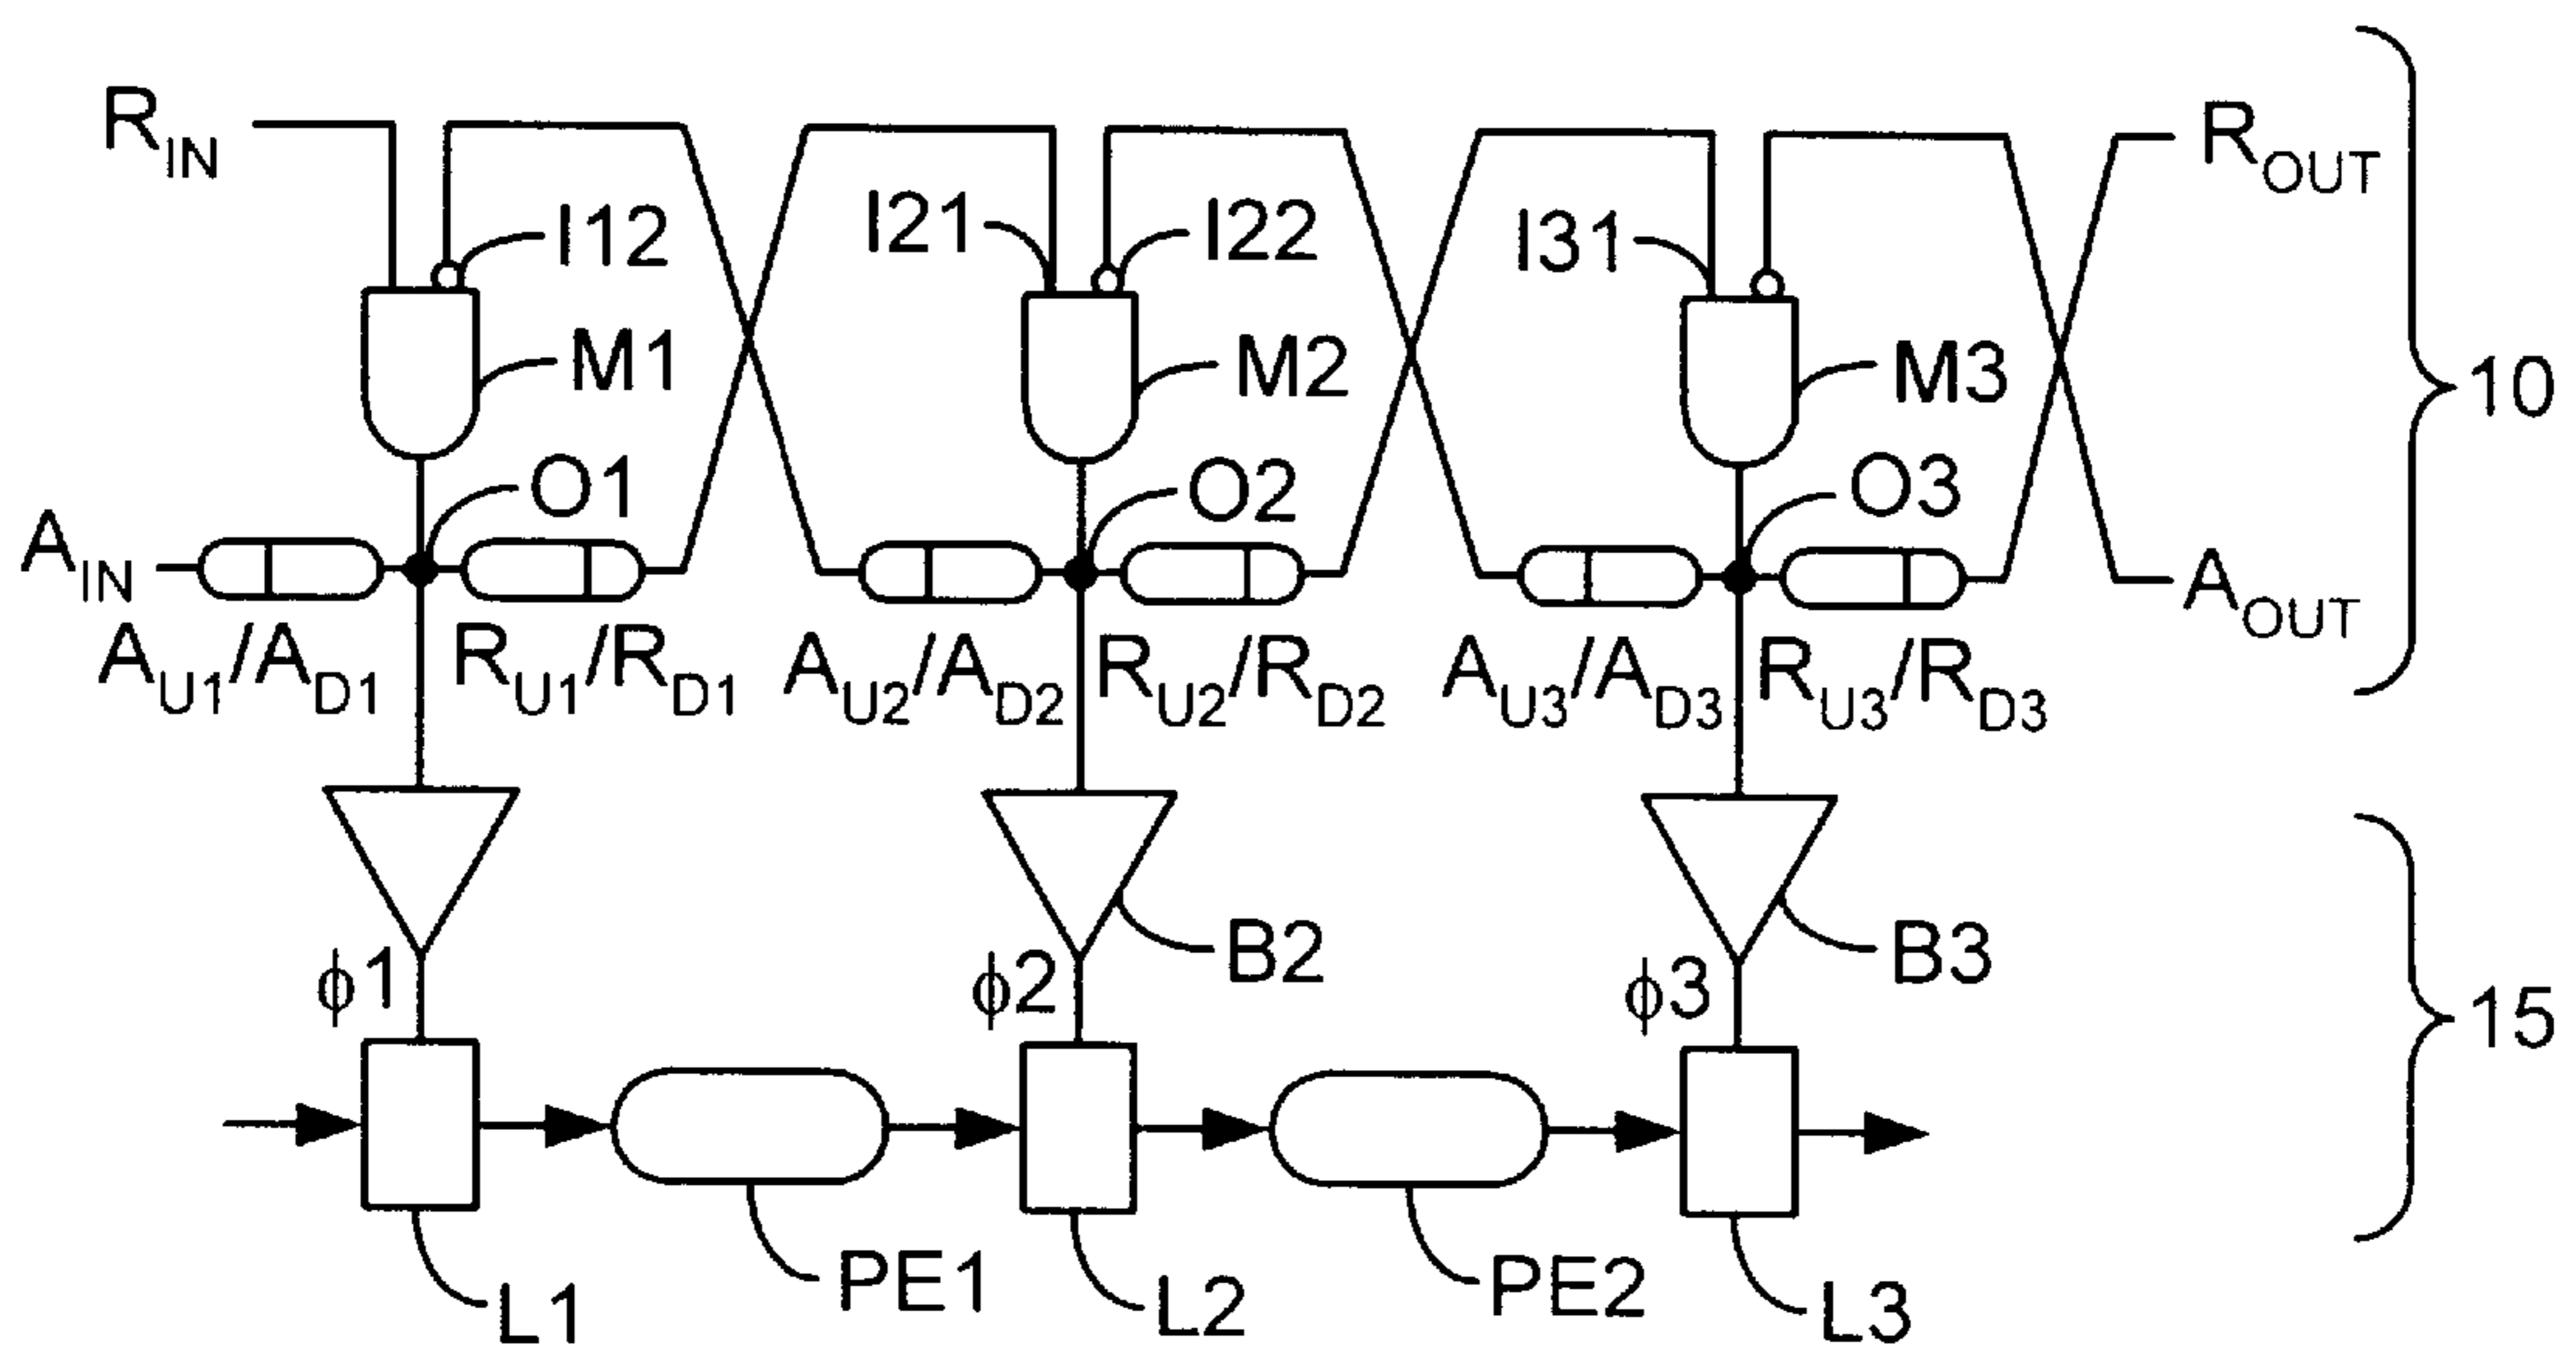 R_IN
R_OUT
I12
I21
I22
I31
M1
M2
M3
10
O1
O2
O3
A_IN
A_OUT
A_U1/A_D1
R_U1/R_D1
A_U2/A_D2
R_U2/R_D2
A_U3/A_D3
R_U3/R_D3
B2
B3
ϕ1
ϕ2
ϕ3
15
PE1
PE2
L1
L2
L3